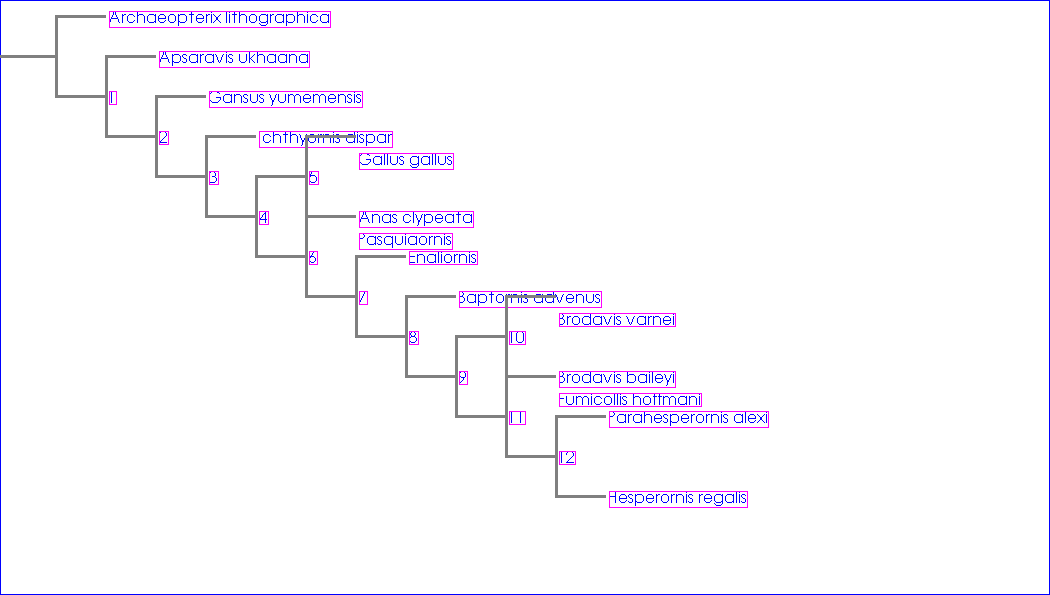 Archaeopterix lithographica
Apsaravis ukhaana
1
Gansus yumemensis
2
chthyornis dispar
Gallus gallus
3
5
4
Anas clypeata
Pasquiaornis
6
Enaliornis
7
Baptornis advenus
Brodavis varnei
8
10
9
Brodavis baileyi
Fumicollis hoffmani
11
Parahesperornis alexi
12
Hesperornis regalis